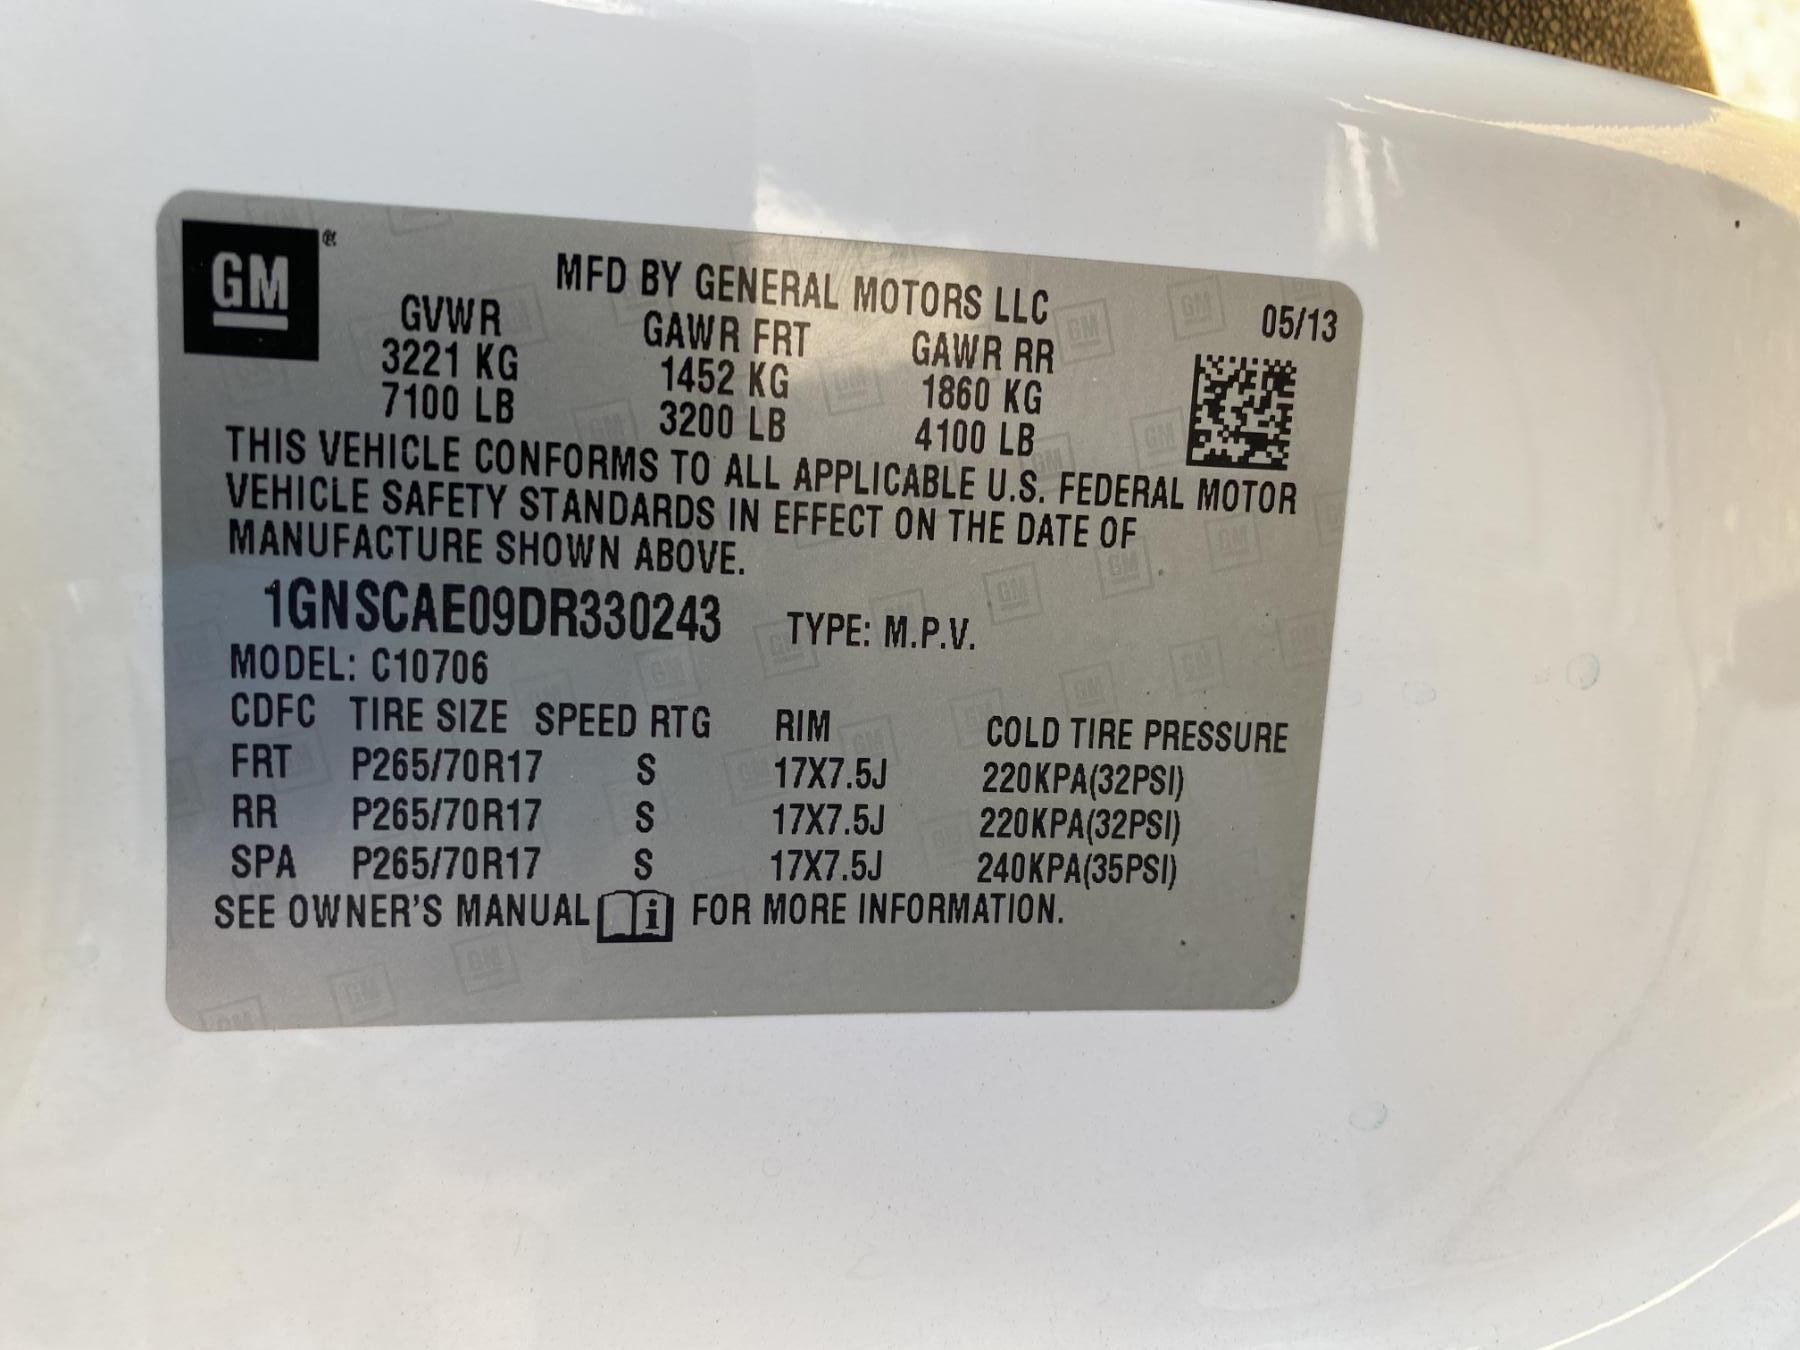 GM®
MFD BY GENERAL MOTORS LLC 05/13
GVWR GAWR FRT GAWR RR
3221 KG 1452 KG 1860 KG
7100 LB 3200 LB 4100 LB
THIS VEHICLE CONFORMS TO ALL APPLICABLE U.S. FEDERAL MOTOR
VEHICLE SAFETY STANDARDS IN EFFECT ON THE DATE OF
MANUFACTURE SHOWN ABOVE.
1GNSCAE09DR330243 TYPE: M.P.V.
MODEL: C10706
CDFC TIRE SIZE SPEED RTG RIM COLD TIRE PRESSURE
FRT P265/70R17 S 17X7.5J 220KPA(32PSI)
RR P265/70R17 S 17X7.5J 220KPA(32PSI)
SPA P265/70R17 S 17X7.5J 240KPA(35PSI)
SEE OWNER'S MANUAL i FOR MORE INFORMATION.